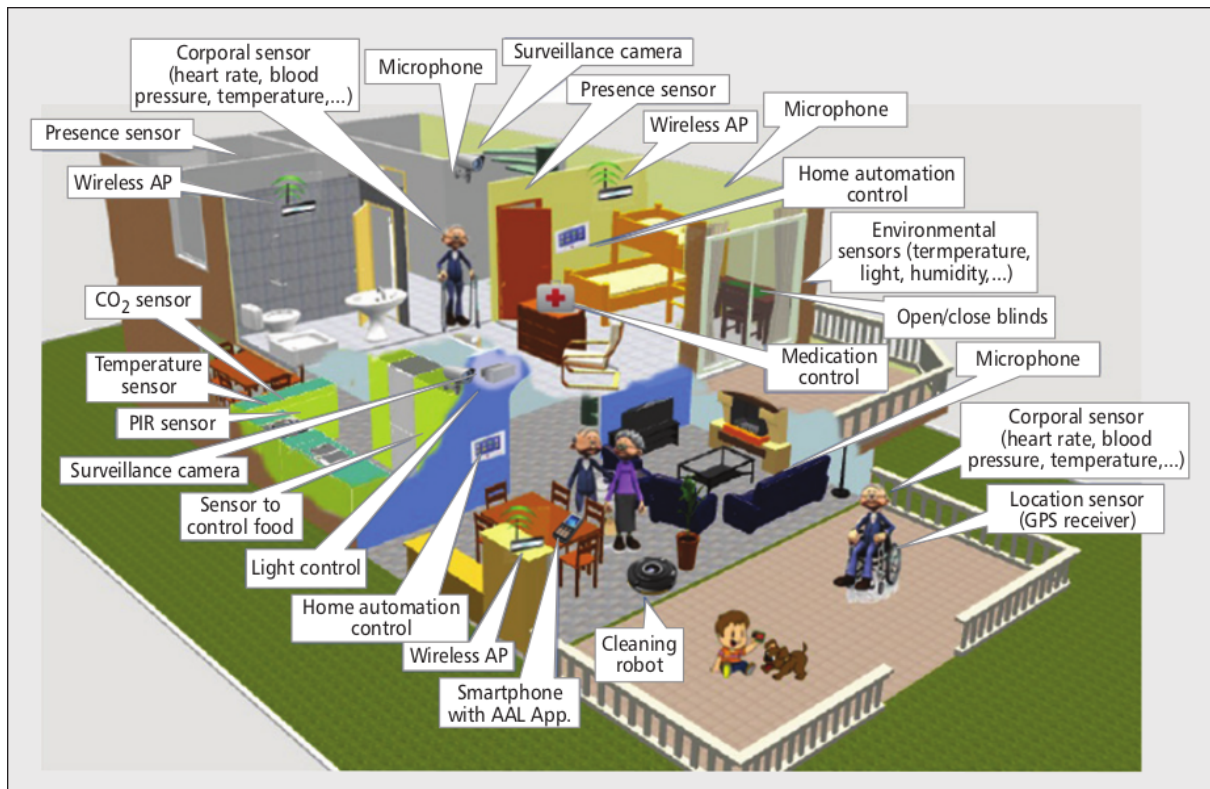 Corporal sensor
(heart rate, blood
pressure, temperature,...)
Microphone
Surveillance camera
Presence sensor
Wireless AP
Microphone
Presence sensor
Wireless AP
Home automation
control
Environmental
sensors (termperature,
light, humidity,...)
CO₂ sensor
Open/close blinds
Temperature
sensor
Medication
control
Microphone
PIR sensor
Corporal sensor
(heart rate, blood
pressure, temperature,...)
Surveillance camera
Sensor to
control food
Location sensor
(GPS receiver)
Light control
Home automation
control
Wireless AP
Cleaning
robot
Smartphone
with AAL App.